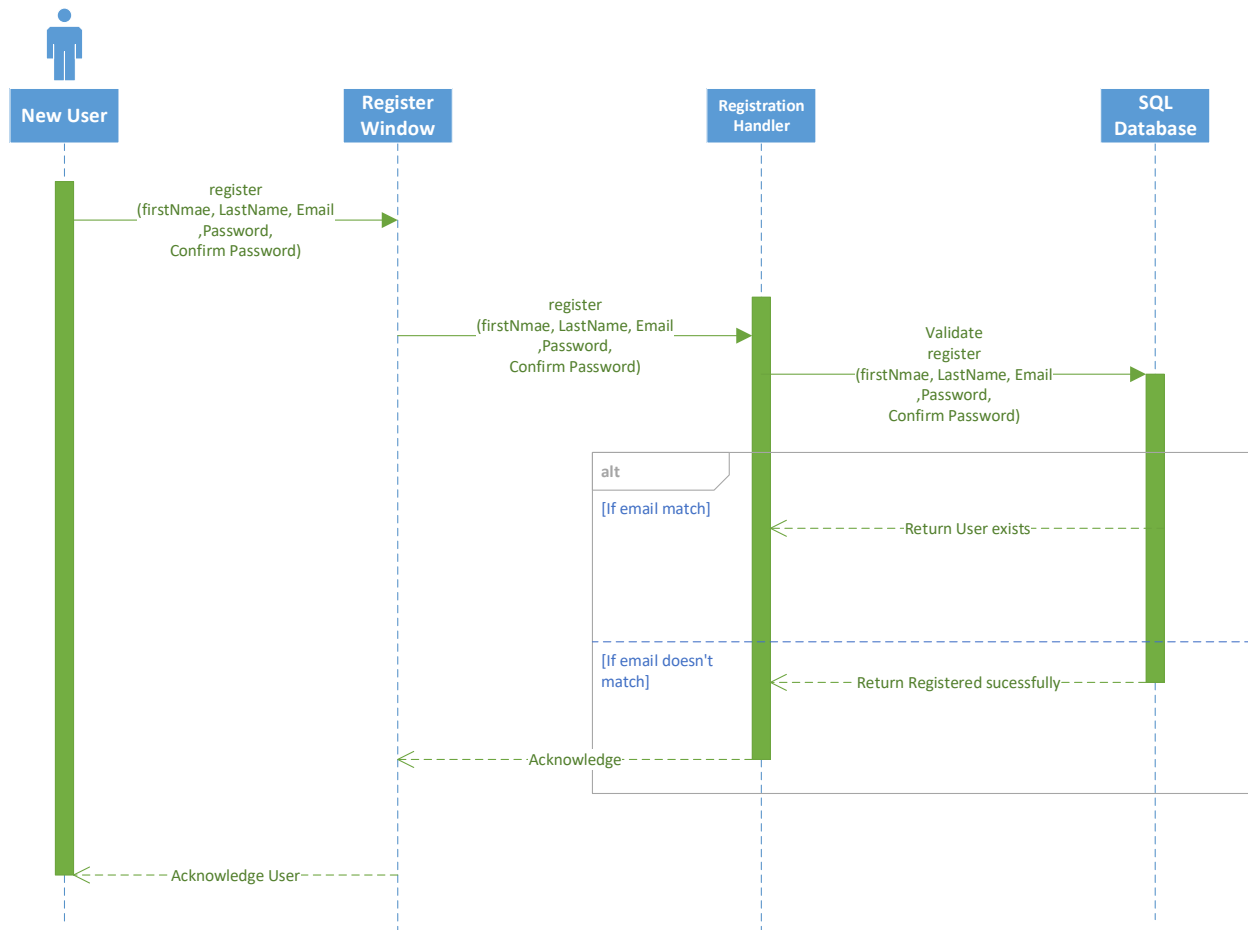 New User
Register
Window
Registration
Handler
SQL
Database
register
(firstNmae, LastName, Email
,Password,
Confirm Password)
register
(firstNmae, LastName, Email
,Password,
Confirm Password)
Validate
register
(firstNmae, LastName, Email
,Password,
Confirm Password)
alt
[If email match]
Return User exists
[If email doesn't
match]
Return Registered sucessfully
Acknowledge
Acknowledge User